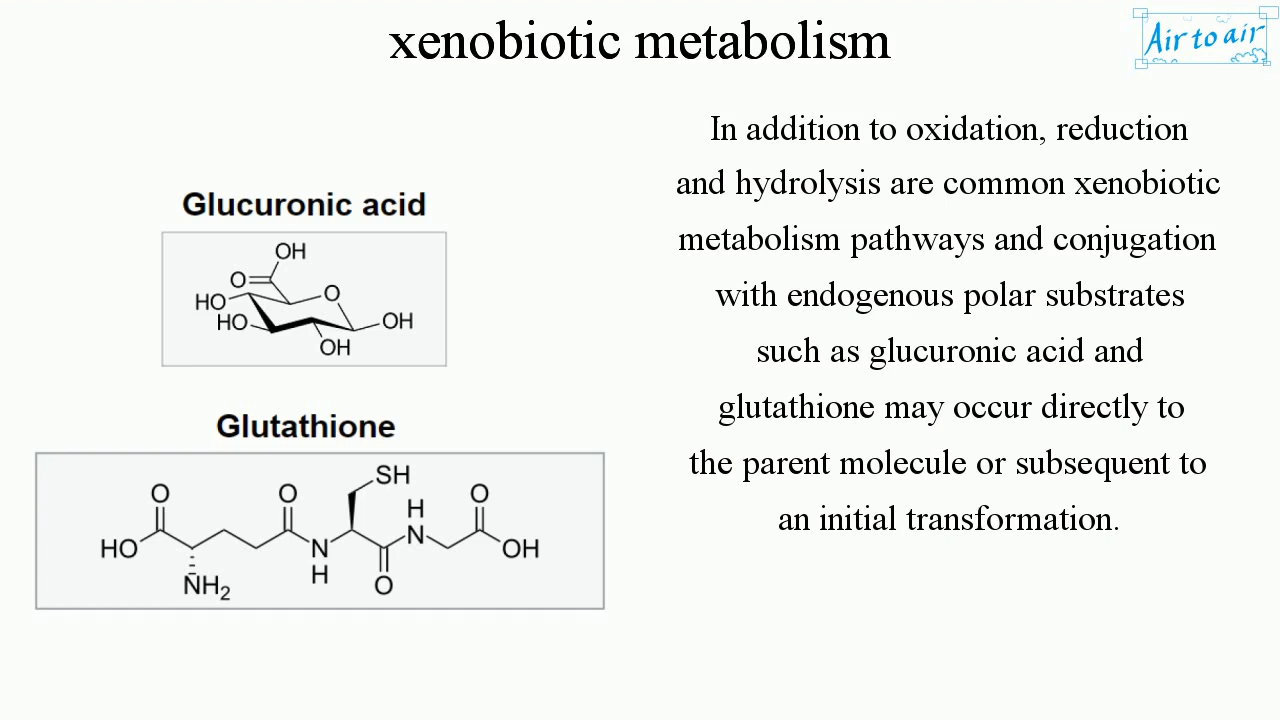 xenobiotic metabolism
Air to air
Glucuronic acid
OH
O
HO
O
HO
OH
OH
Glutathione
SH
O
O
H
O
HO
N
N
OH
H
NH2
O
In addition to oxidation, reduction
and hydrolysis are common xenobiotic
metabolism pathways and conjugation
with endogenous polar substrates
such as glucuronic acid and
glutathione may occur directly to
the parent molecule or subsequent to
an initial transformation.